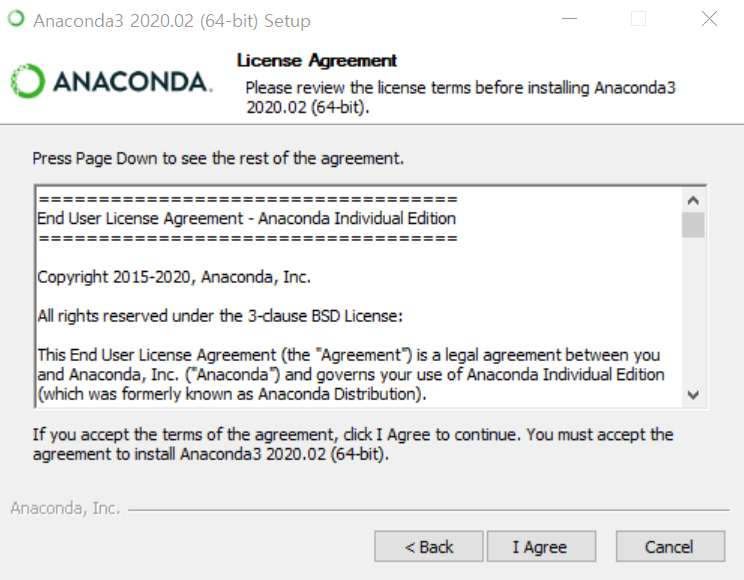 Anaconda3 2020.02 (64-bit) Setup
License Agreement
Please review the license terms before installing Anaconda3
2020.02 (64-bit).
ANACONDA.
Press Page Down to see the rest of the agreement.
===================================
End User License Agreement - Anaconda Individual Edition
===================================
Copyright 2015-2020, Anaconda, Inc.
All rights reserved under the 3-clause BSD License:
This End User License Agreement (the "Agreement") is a legal agreement between you
and Anaconda, Inc. ("Anaconda") and governs your use of Anaconda Individual Edition
(which was formerly known as Anaconda Distribution).
If you accept the terms of the agreement, click I Agree to continue. You must accept the
agreement to install Anaconda3 2020.02 (64-bit).
Anaconda, Inc.
< Back
I Agree
Cancel